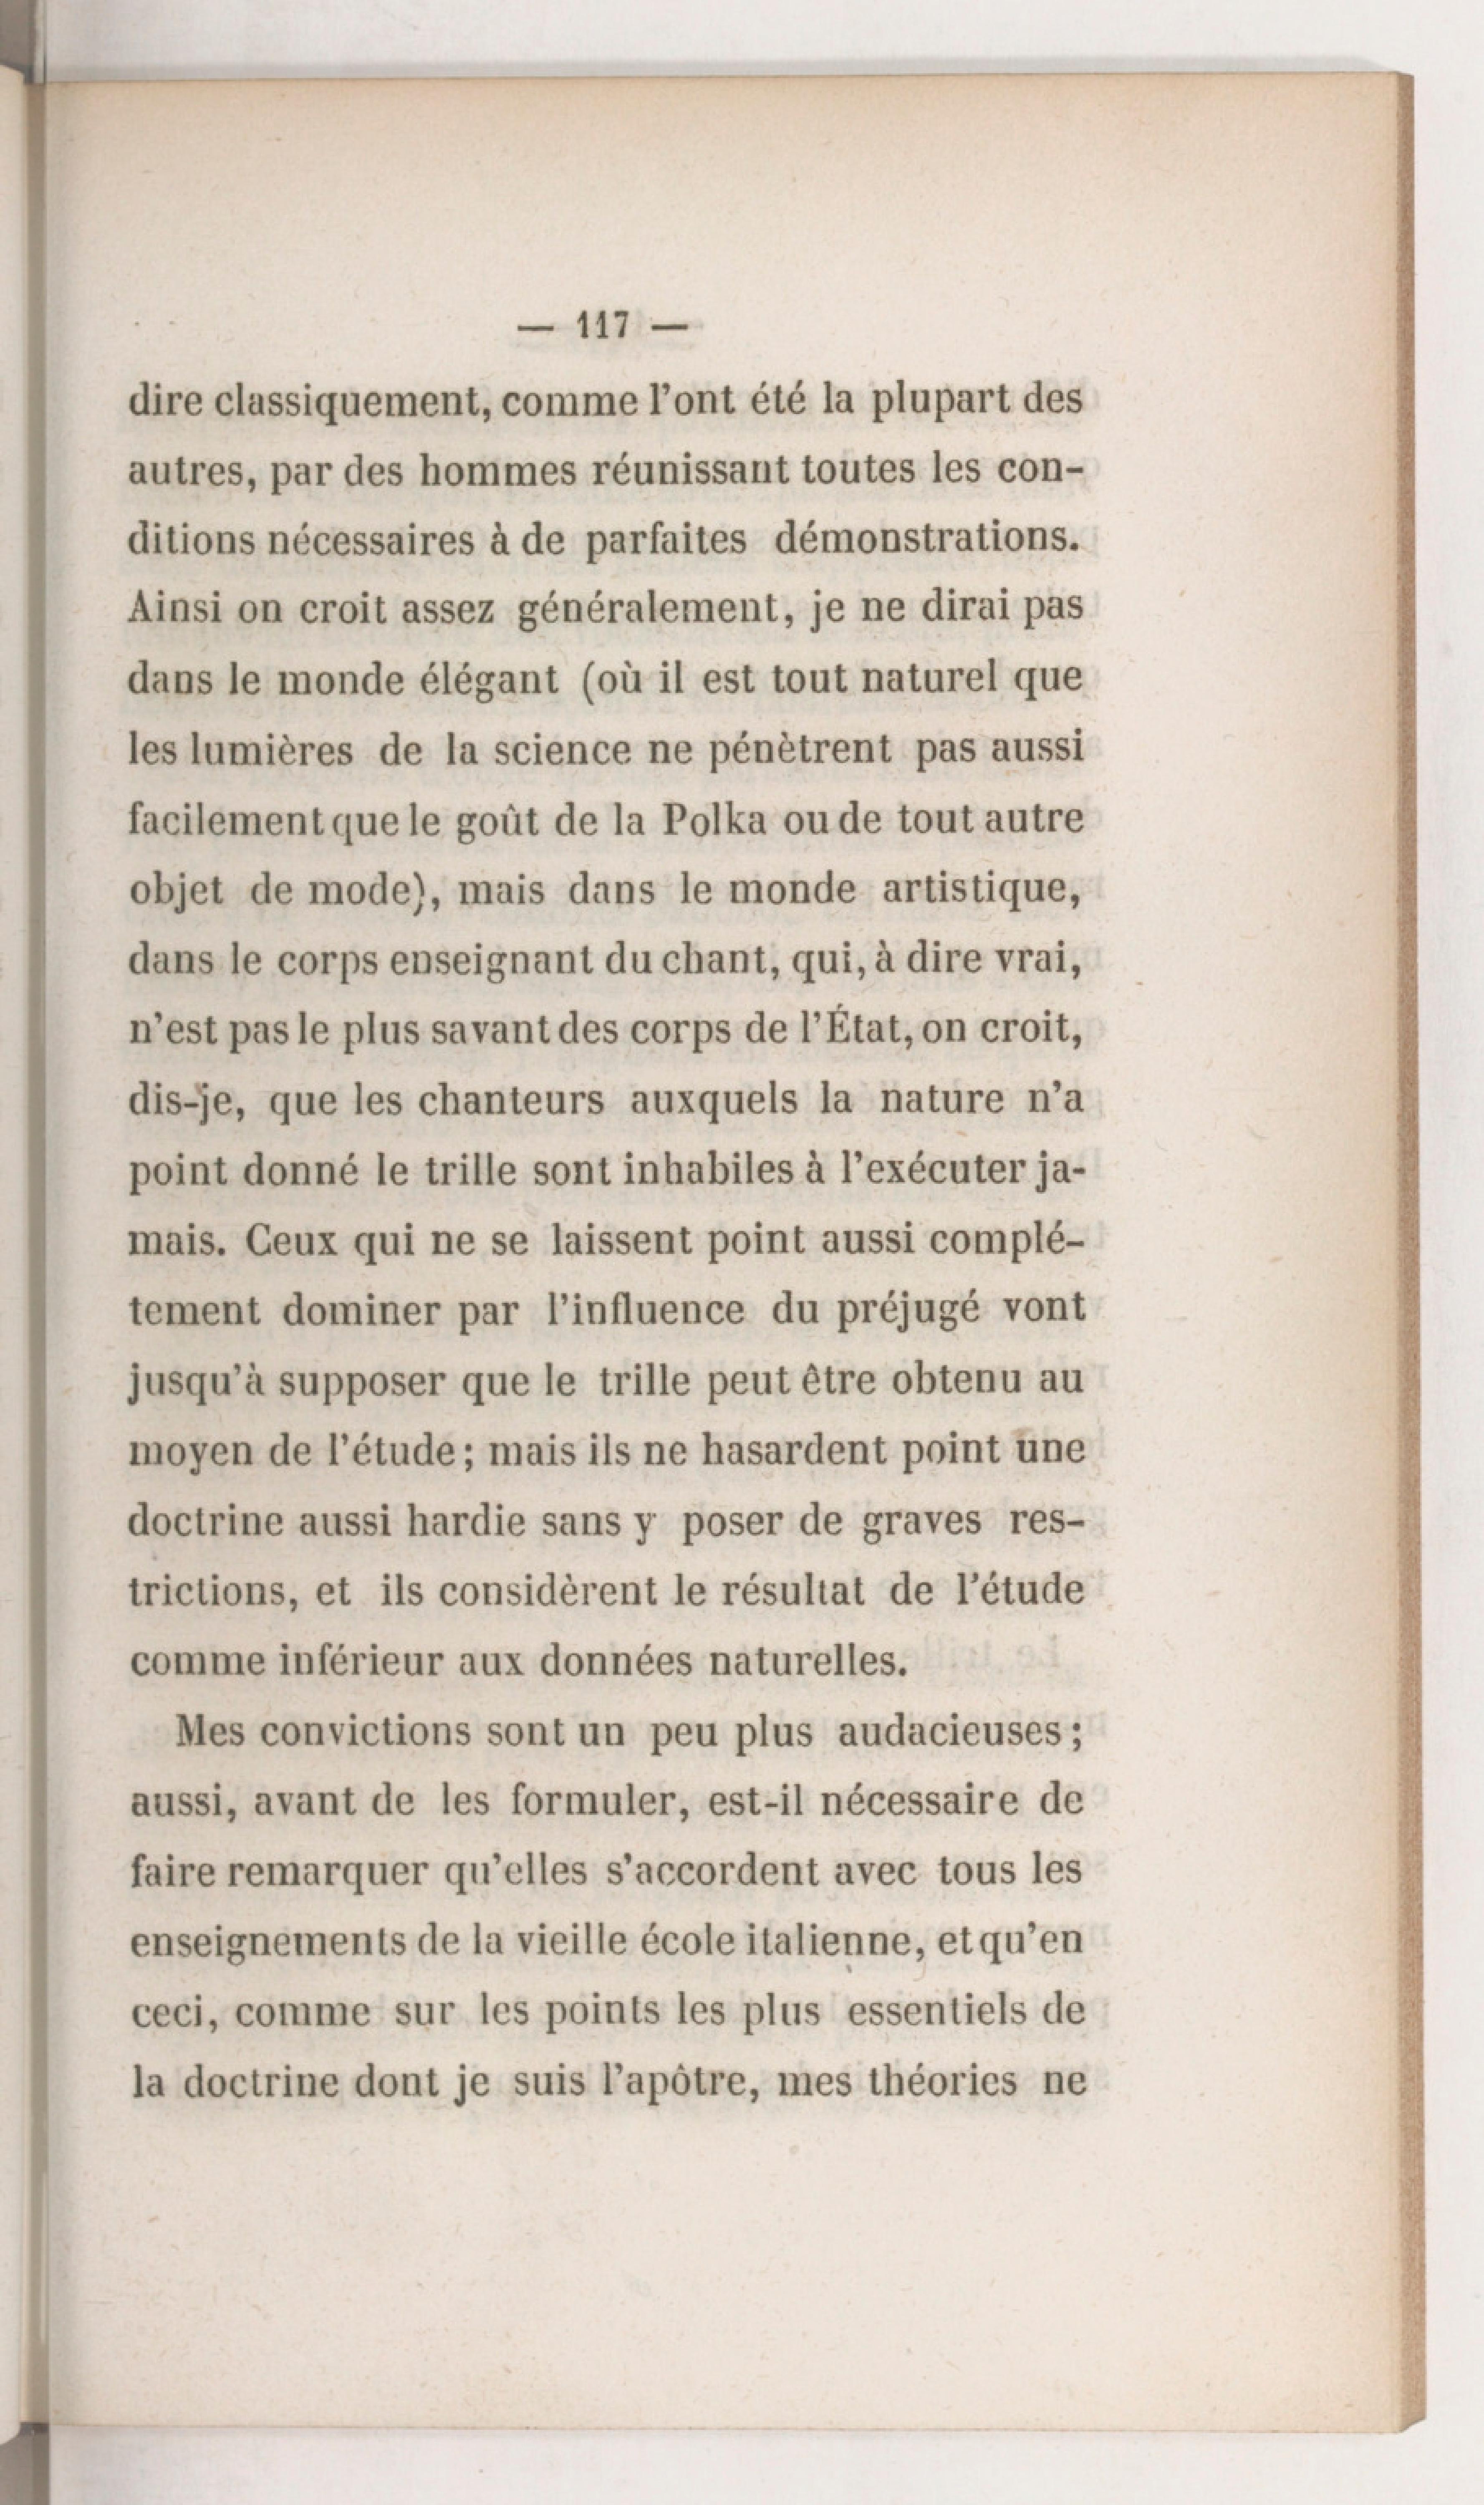 — 117 —
dire classiquement, comme l'ont été la plupart des
autres, par des hommes réunissant toutes les con-
ditions nécessaires à de parfaites démonstrations.
Ainsi on croit assez généralement, je ne dirai pas
dans le monde élégant (où il est tout naturel que
les lumières de la science ne pénètrent pas aussi
facilement que le goût de la Polka ou de tout autre
objet de mode), mais dans le monde artistique,
dans le corps enseignant du chant, qui, à dire vrai,
n'est pas le plus savant des corps de l'État, on croit,
dis-je, que les chanteurs auxquels la nature n'a
point donné le trille sont inhabiles à l'exécuter ja-
mais. Ceux qui ne se laissent point aussi complé-
tement dominer par l'influence du préjugé vont
jusqu'à supposer que le trille peut être obtenu au
moyen de l'étude; mais ils ne hasardent point une
doctrine aussi hardie sans y poser de graves res-
trictions, et ils considèrent le résultat de l'étude
comme inférieur aux données naturelles.
Mes convictions sont un peu plus audacieuses;
aussi, avant de les formuler, est-il nécessaire de
faire remarquer qu'elles s'accordent avec tous les
enseignements de la vieille école italienne, et qu'en
ceci, comme sur les points les plus essentiels de
la doctrine dont je suis l'apôtre, mes théories ne